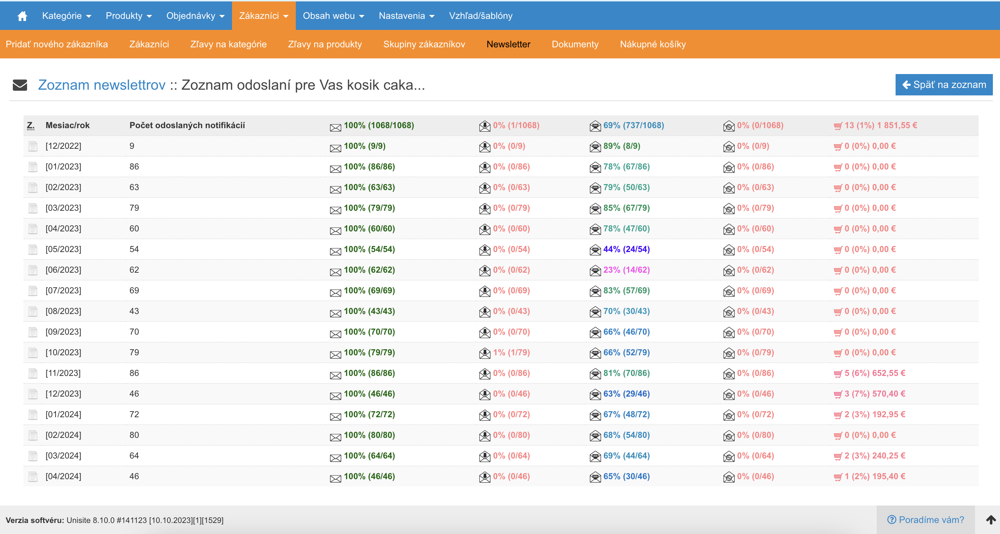 Kategórie Produkty Objednávky Zákazníci Obsah webu Nastavenia Vzhľad/šablóny
Pridať nového zákazníka Zákazníci Zľavy na kategórie Zľavy na produkty Skupiny zákazníkov Newsletter Dokumenty Nákupné košíky
Zoznam newslettrov :: Zoznam odoslaní pre Vas kosik caka... Späť na zoznam
Z. Mesiac/rok Počet odoslaných notifikácií 100% (1068/1068) 0% (1/1068) 69% (737/1068) 0% (0/1068) 13 (1%) 1 851,55 €
[12/2022] 9 100% (9/9) 0% (0/9) 89% (8/9) 0% (0/9) 0 (0%) 0,00 €
[01/2023] 86 100% (86/86) 0% (0/86) 78% (67/86) 0% (0/86) 0 (0%) 0,00 €
[02/2023] 63 100% (63/63) 0% (0/63) 79% (50/63) 0% (0/63) 0 (0%) 0,00 €
[03/2023] 79 100% (79/79) 0% (0/79) 85% (67/79) 0% (0/79) 0 (0%) 0,00 €
[04/2023] 60 100% (60/60) 0% (0/60) 78% (47/60) 0% (0/60) 0 (0%) 0,00 €
[05/2023] 54 100% (54/54) 0% (0/54) 44% (24/54) 0% (0/54) 0 (0%) 0,00 €
[06/2023] 62 100% (62/62) 0% (0/62) 23% (14/62) 0% (0/62) 0 (0%) 0,00 €
[07/2023] 69 100% (69/69) 0% (0/69) 83% (57/69) 0% (0/69) 0 (0%) 0,00 €
[08/2023] 43 100% (43/43) 0% (0/43) 70% (30/43) 0% (0/43) 0 (0%) 0,00 €
[09/2023] 70 100% (70/70) 0% (0/70) 66% (46/70) 0% (0/70) 0 (0%) 0,00 €
[10/2023] 79 100% (79/79) 1% (1/79) 66% (52/79) 0% (0/79) 0 (0%) 0,00 €
[11/2023] 86 100% (86/86) 0% (0/86) 81% (70/86) 0% (0/86) 5 (6%) 652,55 €
[12/2023] 46 100% (46/46) 0% (0/46) 63% (29/46) 0% (0/46) 3 (7%) 570,40 €
[01/2024] 72 100% (72/72) 0% (0/72) 67% (48/72) 0% (0/72) 2 (3%) 192,95 €
[02/2024] 80 100% (80/80) 0% (0/80) 68% (54/80) 0% (0/80) 0 (0%) 0,00 €
[03/2024] 64 100% (64/64) 0% (0/64) 69% (44/64) 0% (0/64) 2 (3%) 240,25 €
[04/2024] 46 100% (46/46) 0% (0/46) 65% (30/46) 0% (0/46) 1 (2%) 195,40 €
Verzia softvéru: Unisite 8.10.0 #141123 [10.10.2023][1][1529] Poradíme vám?